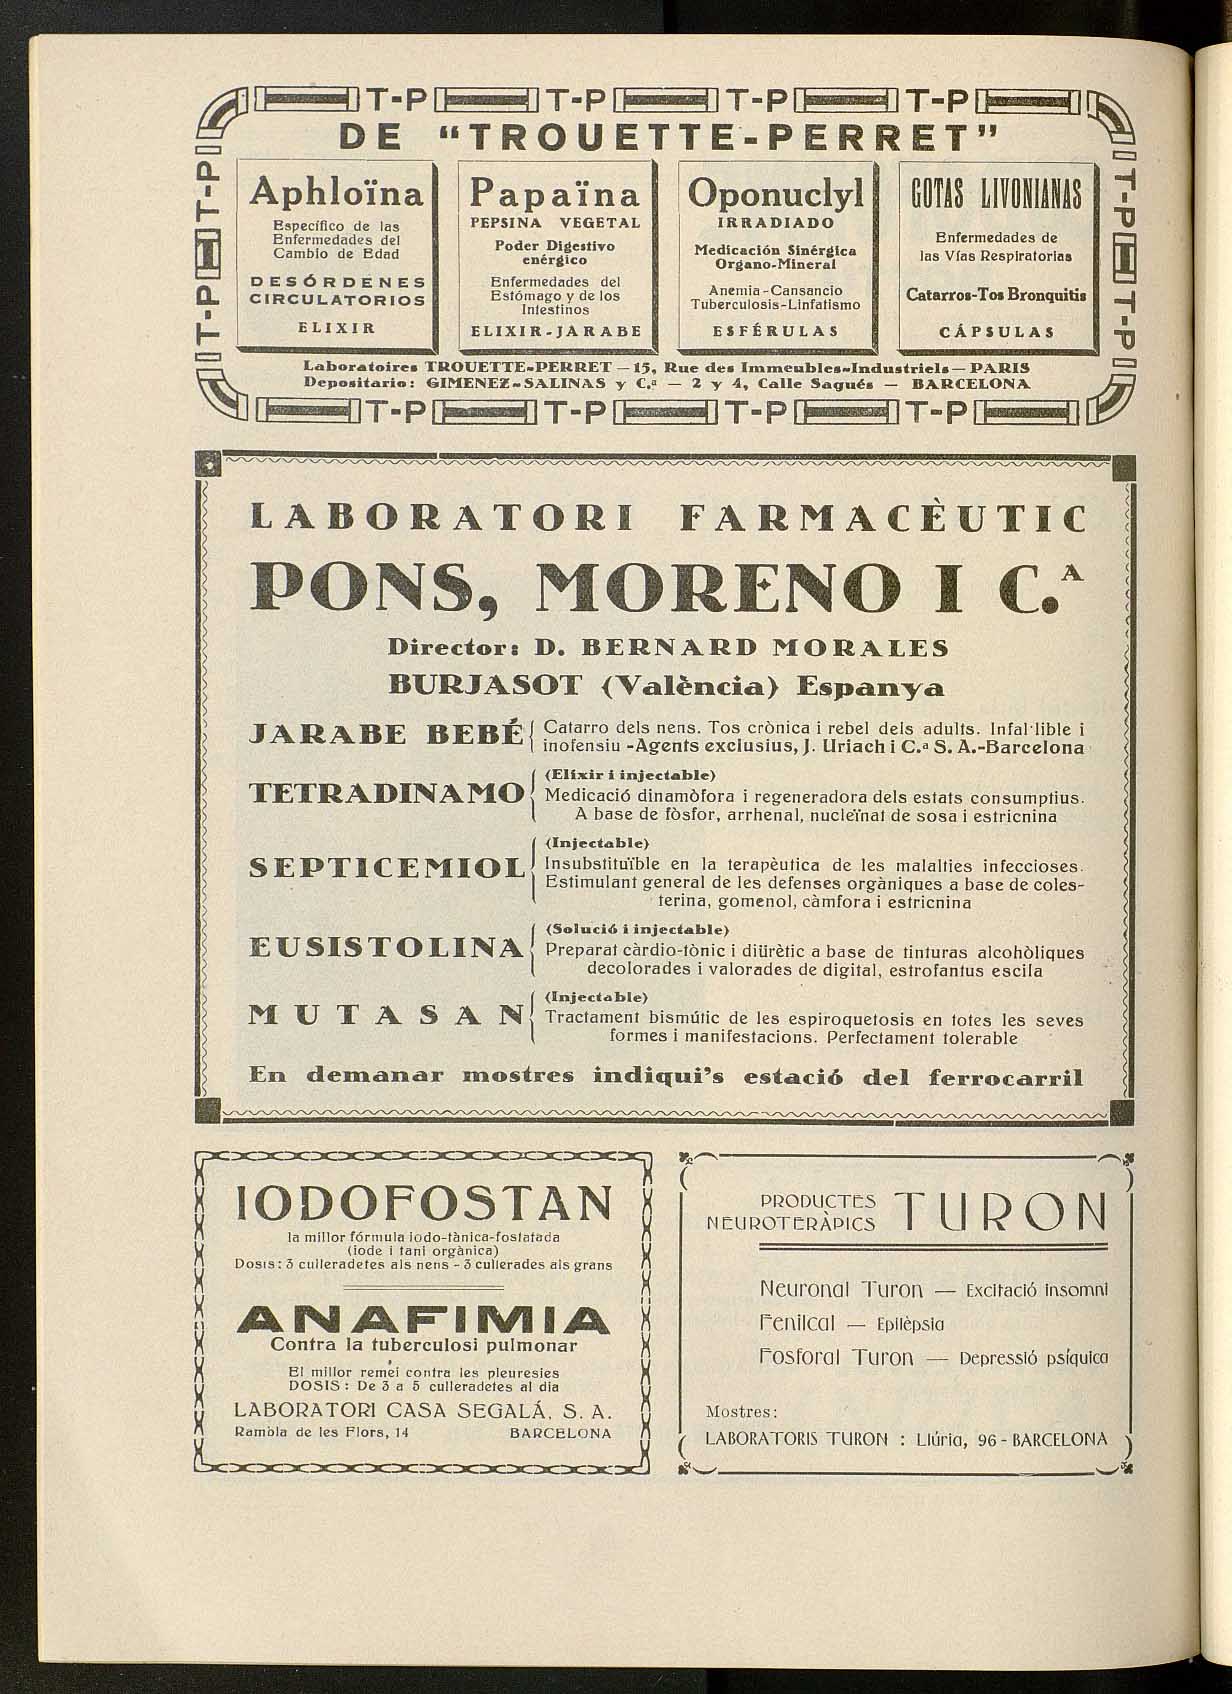 T-P T-P T-P T-P
DE "TROUETTE-PERRET"
T-P T-P
T-P T-P
Aphloïna
Específico de las
Enfermedades del
Cambio de Edad
DESÓRDENES
CIRCULATORIOS
ELIXIR
Papaïna
PEPSINA VEGETAL
Poder Digestivo
enérgico
Enfermedades del
Estómago y de los
Intestinos
ELIXIR-JARABE
Oponuclyl
IRRADIADO
Medicación Sinérgica
Organo-Mineral
Anemia-Cansancio
Tuberculosis-Linfatismo
ESFÉRULAS
GOTAS LIVONIANAS
Enfermedades de
las Vías Respiratorias
Catarros-Tos Bronquitis
CÁPSULAS
Laboratoires TROUETTE-PERRET — 15, Rue des Immeubles-Industriels — PARIS
Depositario: GIMENEZ-SALINAS y C.ª — 2 y 4, Calle Sagués — BARCELONA
T-P T-P T-P T-P
LABORATORI FARMACÈUTIC
PONS, MORENO I C.A
Director: D. BERNARD MORALES
BURJASOT (València) Espanya
JARABE BEBÉ
Catarro dels nens. Tos crònica i rebel dels adults. Infal·lible i
inofensiu -Agents exclusius, J. Uriach i C.ª S. A.-Barcelona
TETRADINAMO
(Elixir i injectable)
Medicació dinamòfora i regeneradora dels estats consumptius.
A base de fòsfor, arrhenal, nucleïnat de sosa i estricnina
SEPTICEMIOL
(Injectable)
Insubstituïble en la terapèutica de les malalties infeccioses.
Estimulant general de les defenses orgàniques a base de coles-
terina, gomenol, càmfora i estricnina
EUSISTOLINA
(Solució i injectable)
Preparat càrdio-tònic i diürètic a base de tintures alcohòliques
decolorades i valorades de digital, estrofantus escila
MUTASAN
(Injectable)
Tractament bismútic de les espiroquetosis en totes les seves
formes i manifestacions. Perfectament tolerable
En demanar mostres indiqui's estació del ferrocarril
IODOFOSTAN
la millor fórmula iodo-tànica-fosfatada
(iode i taní orgànica)
Dosis: 3 culleradetes als nens - 3 cullerades als grans
ANAFIMIA
Contra la tuberculosi pulmonar
El millor remei contra les pleuresies
DOSIS: De 3 a 5 culleradetes al dia
LABORATORI CASA SEGALÁ, S. A.
Rambla de les Flors, 14 BARCELONA
PRODUCTES
NEUROTERÀPICS
TURON
Neuronal Turon — Excitació insomni
Fenilcal — Epilèpsia
Fosforal Turon — Depressió psíquica
Mostres:
LABORATORIS TURON : Llúria, 96 - BARCELONA